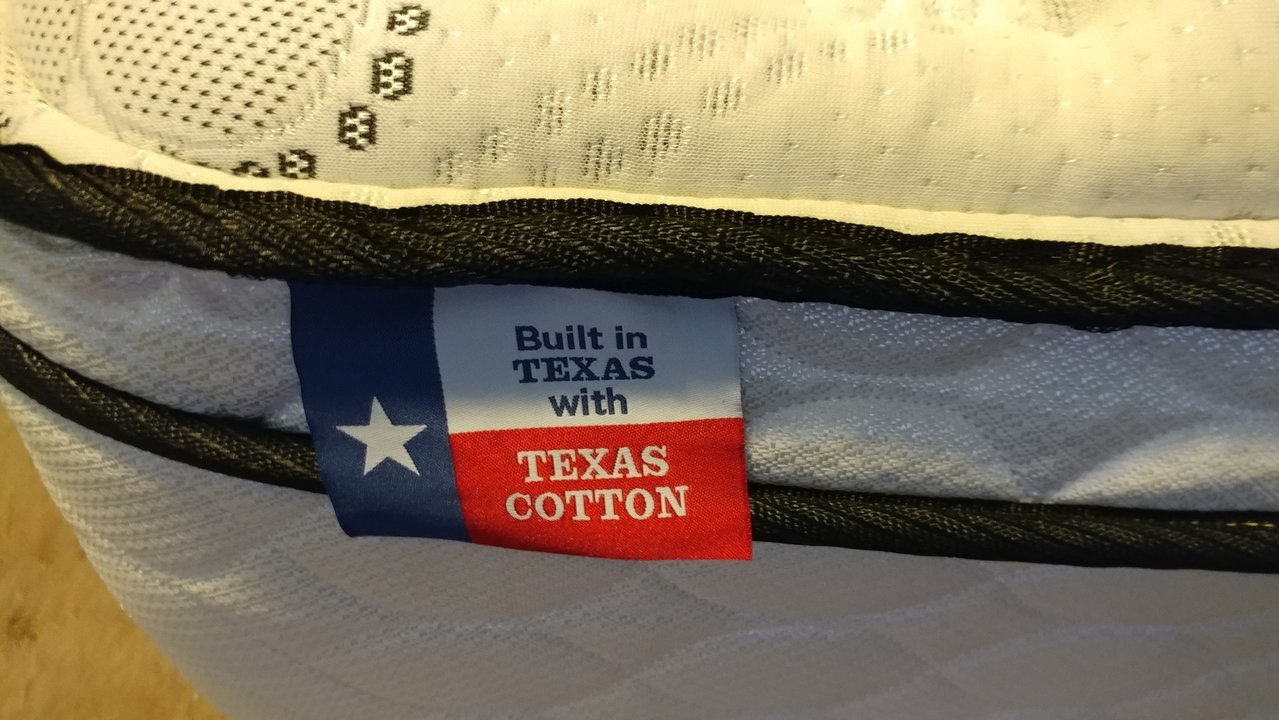 Built in
TEXAS
with
TEXAS
COTTON